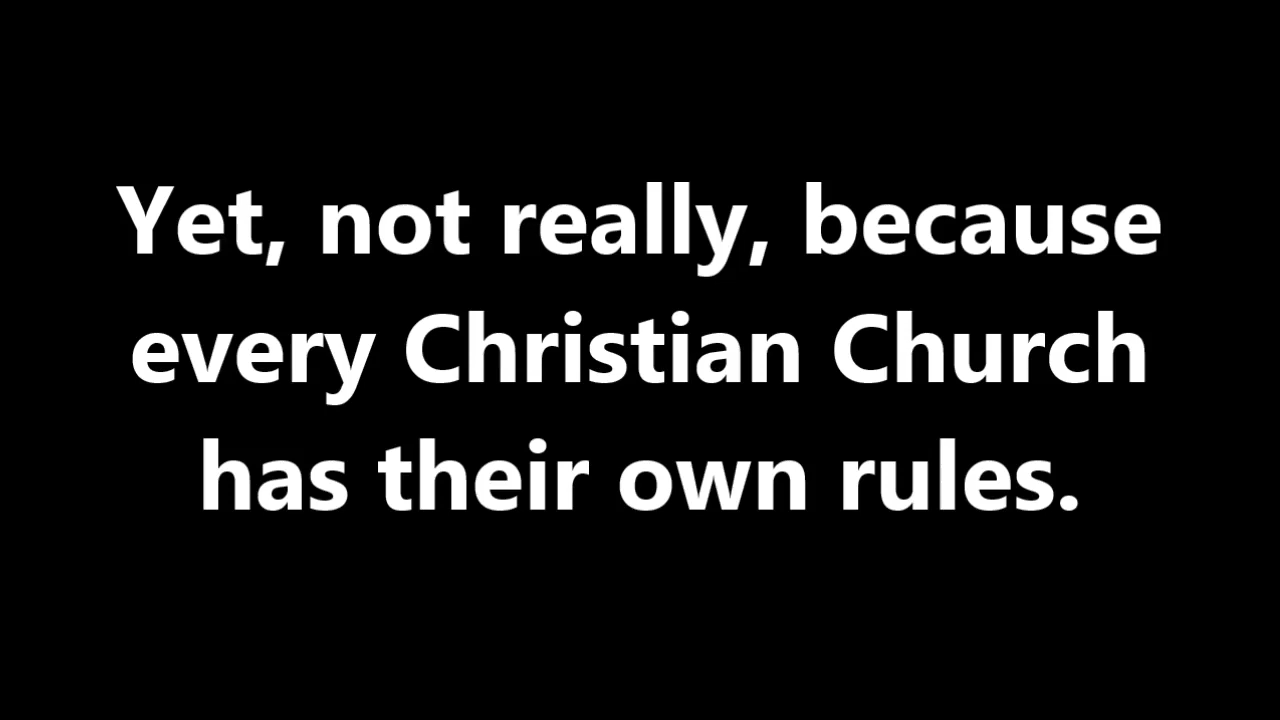 Yet, not really, because
every Christian Church
has their own rules.